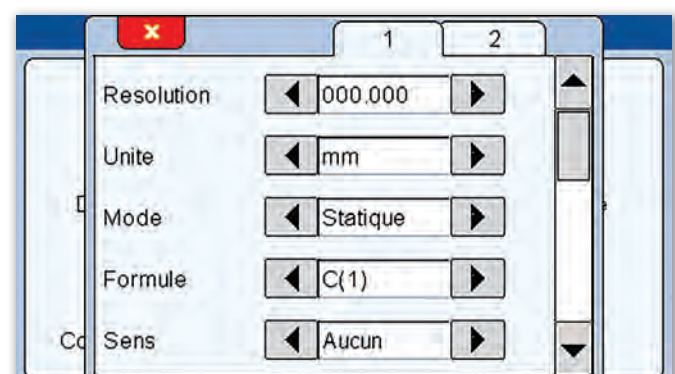 x
1 2
Resolution 000.000
Unite mm
Mode Statique
Formule C(1)
Sens Aucun